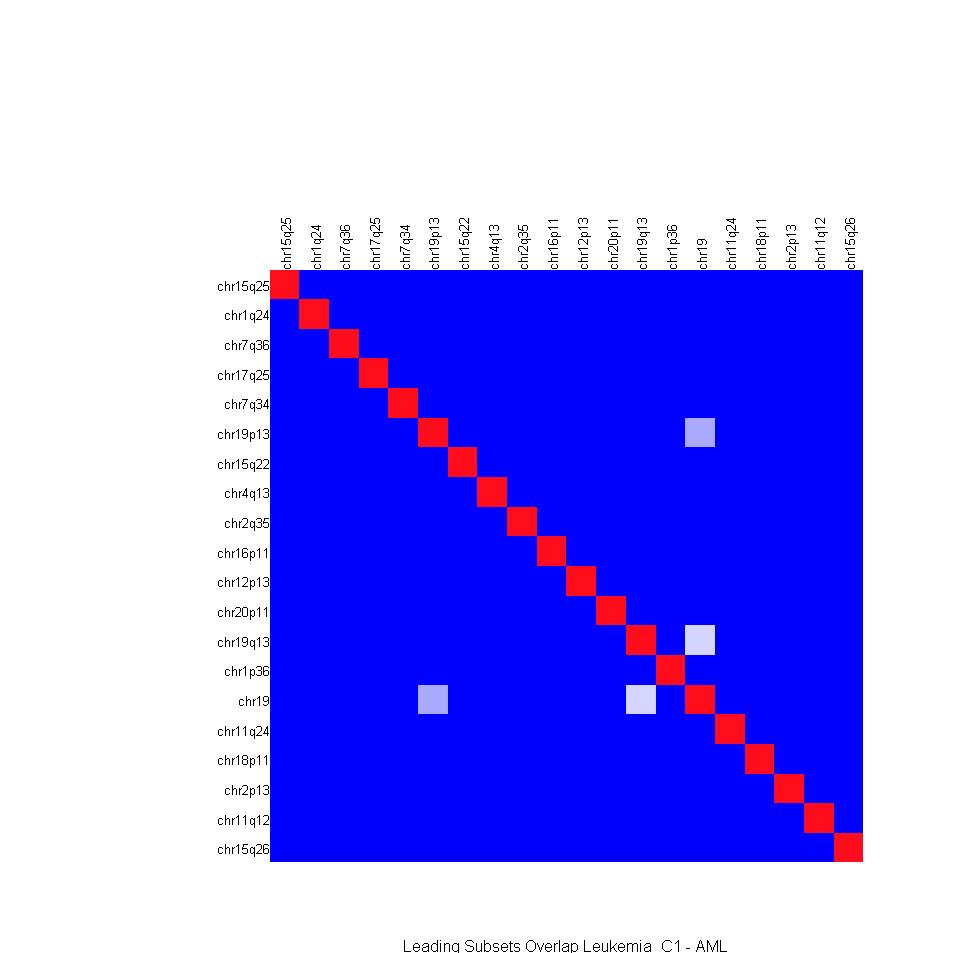 chr15q25 chr1q24 chr7q36 chr17q25 chr7q34 chr19p13 chr15q22 chr4q13 chr2q35 chr16p11 chr12p13 chr20p11 chr19q13 chr1p36 chr19 chr11q24 chr18p11 chr2p13 chr11q12 chr15q26
chr15q25
chr1q24
chr7q36
chr17q25
chr7q34
chr19p13
chr15q22
chr4q13
chr2q35
chr16p11
chr12p13
chr20p11
chr19q13
chr1p36
chr19
chr11q24
chr18p11
chr2p13
chr11q12
chr15q26
Leading Subsets Overlap Leukemia  C1 - AML